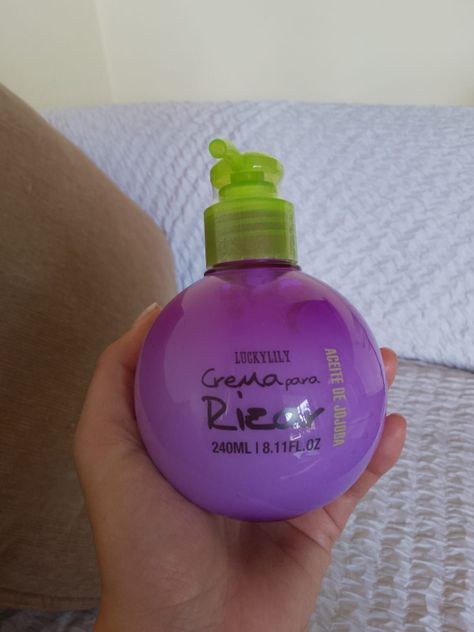 LUCKYLILY
Crema para
Rizar
240ML | 8.11FL.OZ
ACEITE DE JOJOBA